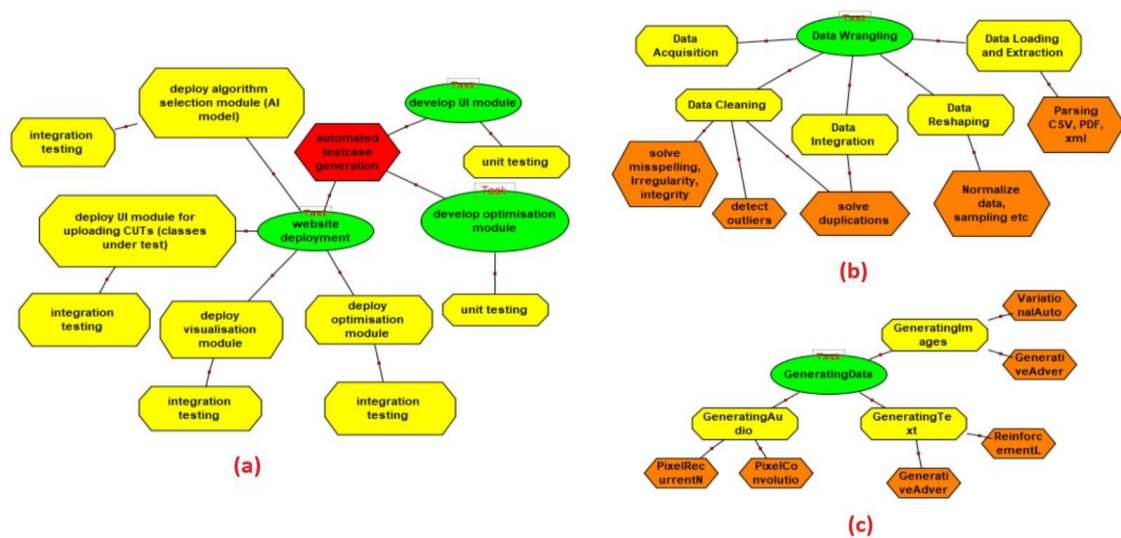 Task
develop UI module
deploy algorithm
selection module (AI
model)
integration
testing
automated
testcase
generation
unit testing
Task
develop optimisation
module
deploy UI module for
uploading CUTs (classes
under test)
Task
website
deployment
integration
testing
deploy
visualisation
module
deploy
optimisation
module
unit testing
integration
testing
integration
testing
(a)
Task
Data Wrangling
Data
Acquisition
Data Loading
and Extraction
Data Cleaning
Data
Integration
Data
Reshaping
Parsing
CSV, PDF,
xml
solve
misspelling,
Irregularity,
integrity
detect
outliers
solve
duplications
Normalize
data,
sampling etc
(b)
Variatio
nalAuto
GeneratingIm
ages
Task
GeneratingData
Generati
veAdver
GeneratingAu
dio
GeneratingTe
xt
Reinforc
ementL
PixelRec
urrentN
PixelCo
nvolutio
Generati
veAdver
(c)